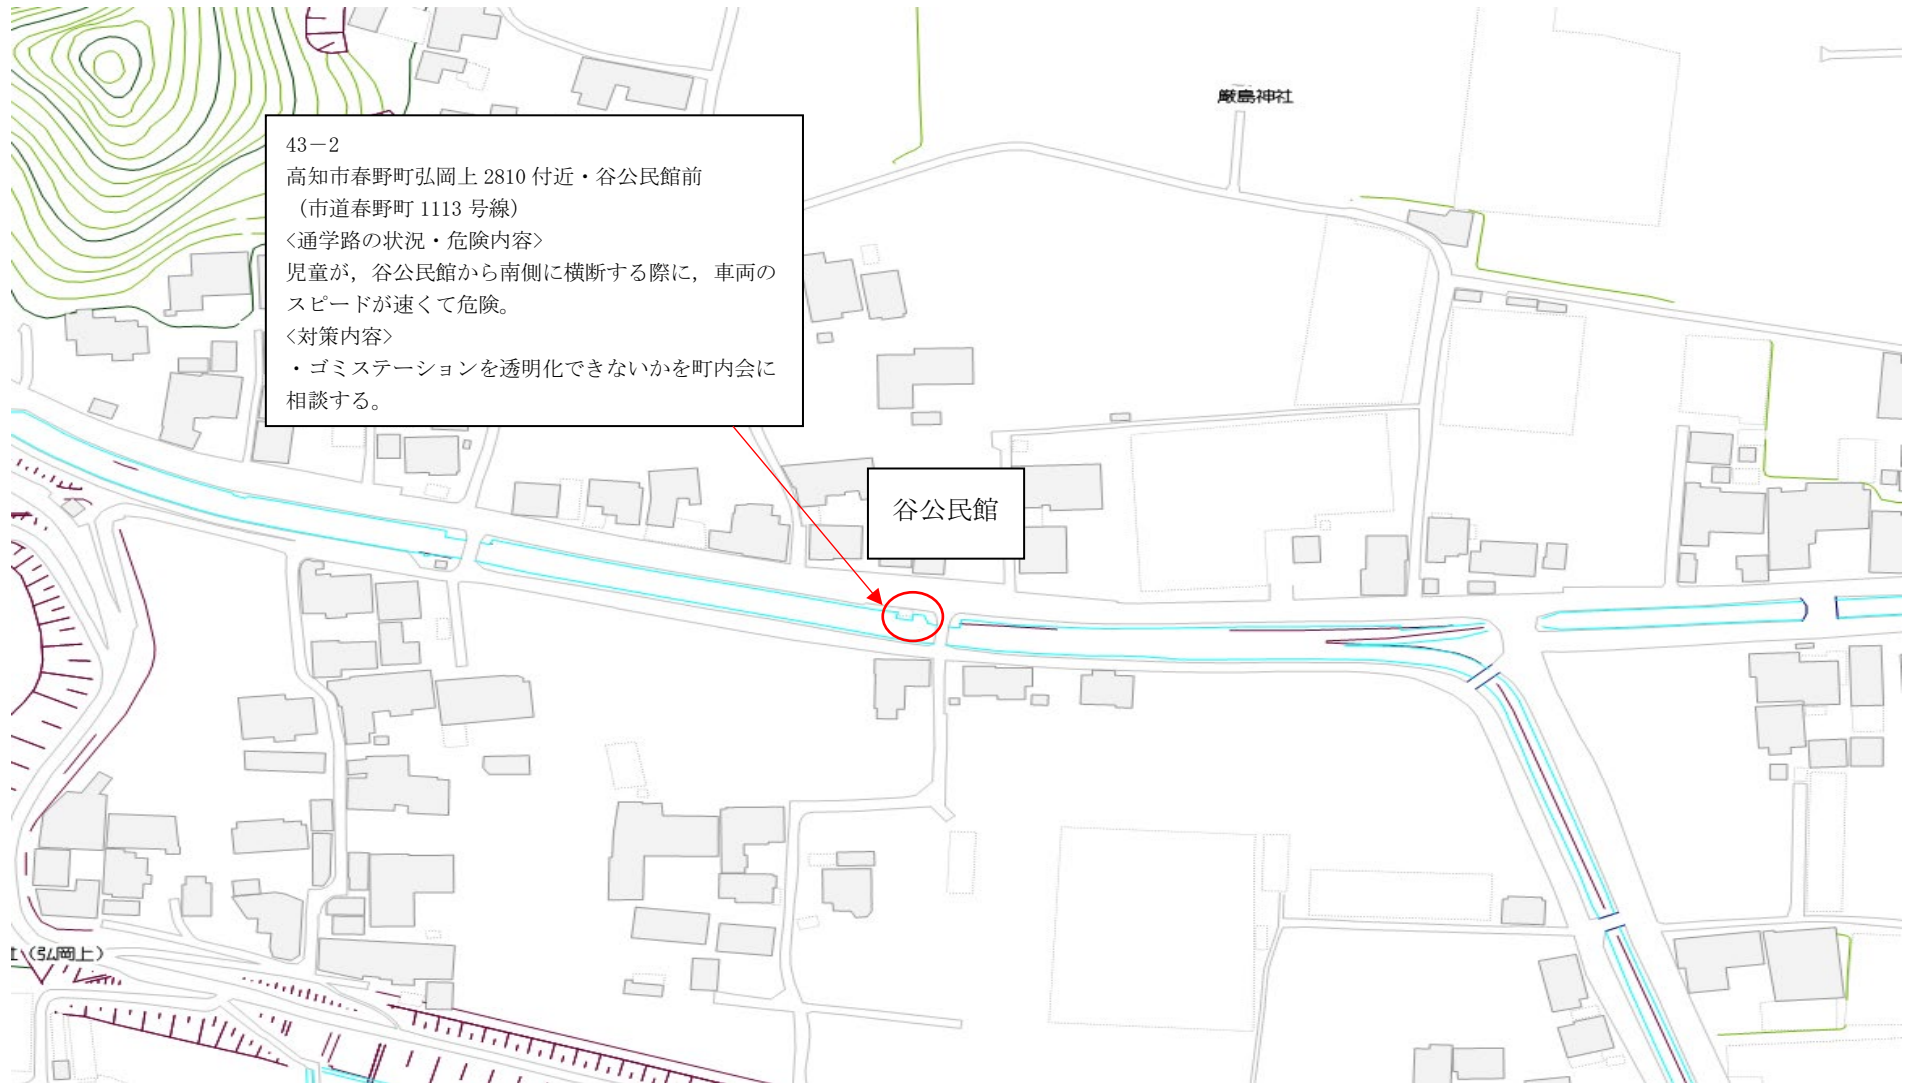 厳島神社
43－2
高知市春野町弘岡上 2810 付近・谷公民館前
（市道春野町 1113 号線）
<通学路の状況・危険内容>
児童が，谷公民館から南側に横断する際に，車両の
スピードが速くて危険。
<対策内容>
・ゴミステーションを透明化できないかを町内会に
相談する。
谷公民館
（弘岡上）